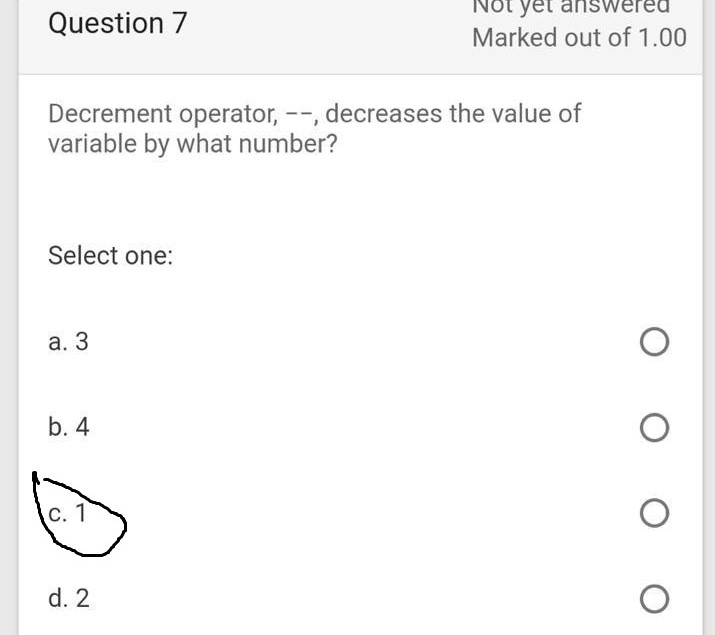 Not yet answered
Question 7
Marked out of 1.00
Decrement operator, --, decreases the value of
variable by what number?
Select one:
a. 3
b. 4
c. 1
d. 2